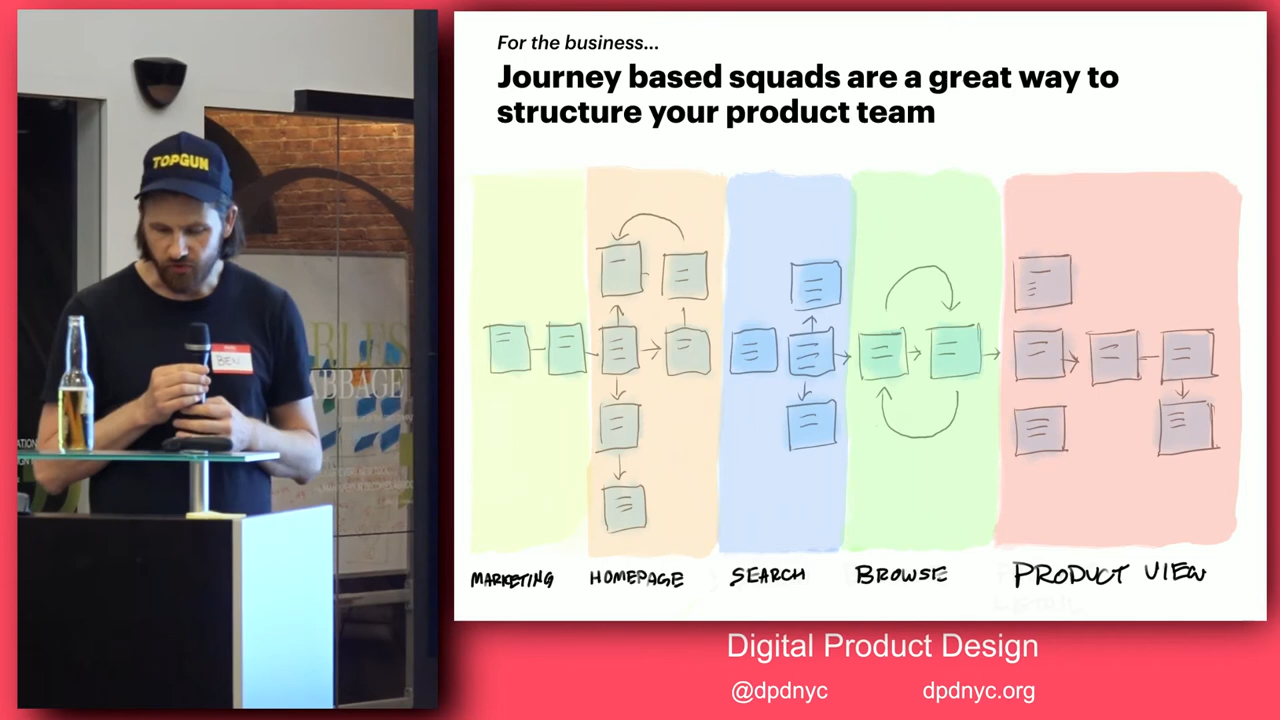 For the business...
Journey based squads are a great way to
structure your product team
TOPGUN
BEN
ABBAGE
MARKETING
HOMEPAGE
SEARCH
BROWSE
PRODUCT VIEW
Digital Product Design
@dpdnyc
dpdnyc.org